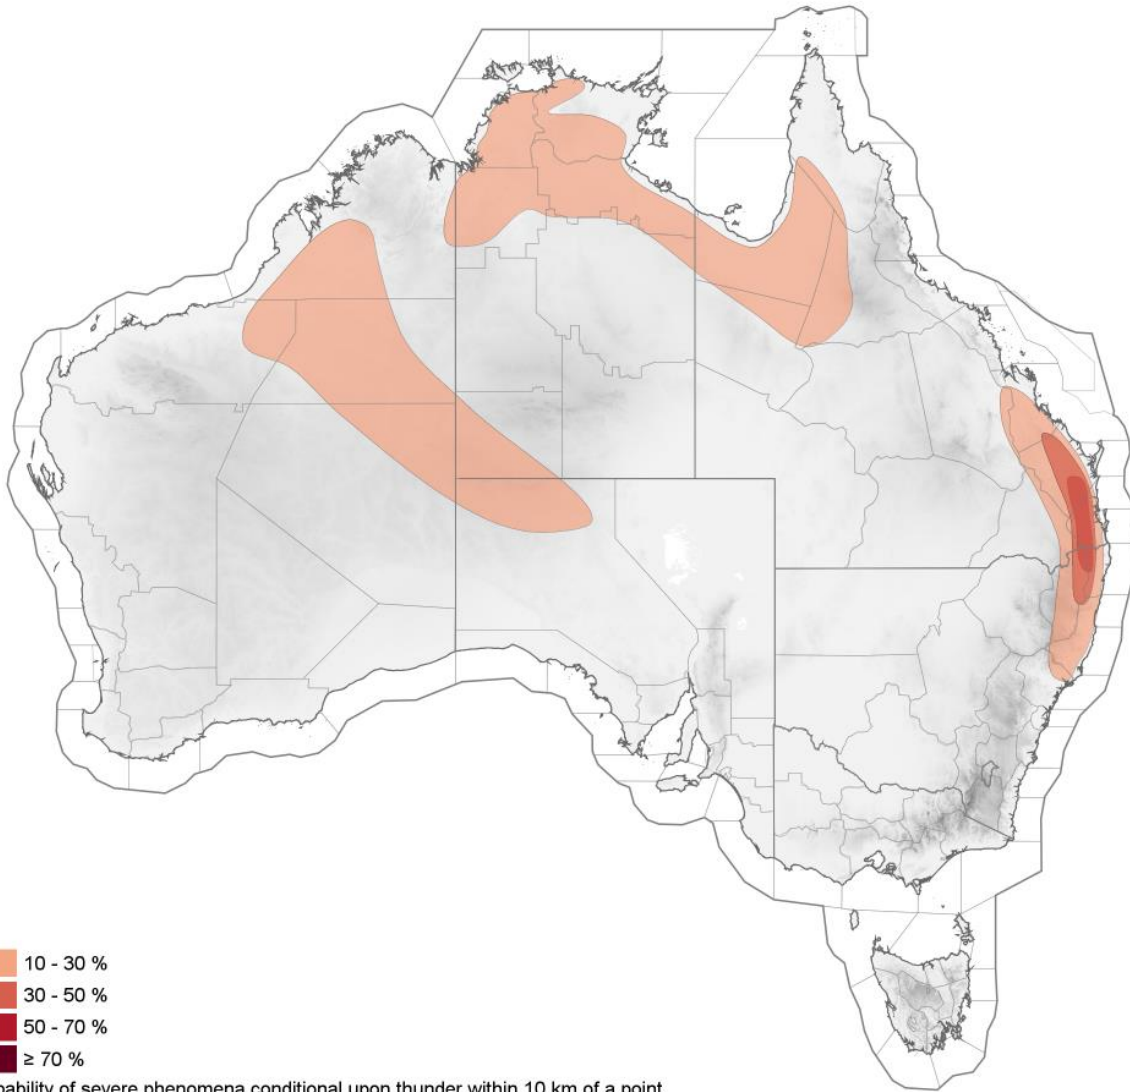 10 - 30 %
30 - 50 %
50 - 70 %
≥ 70 %
bability of severe phenomena conditional upon thunder within 10 km of a point